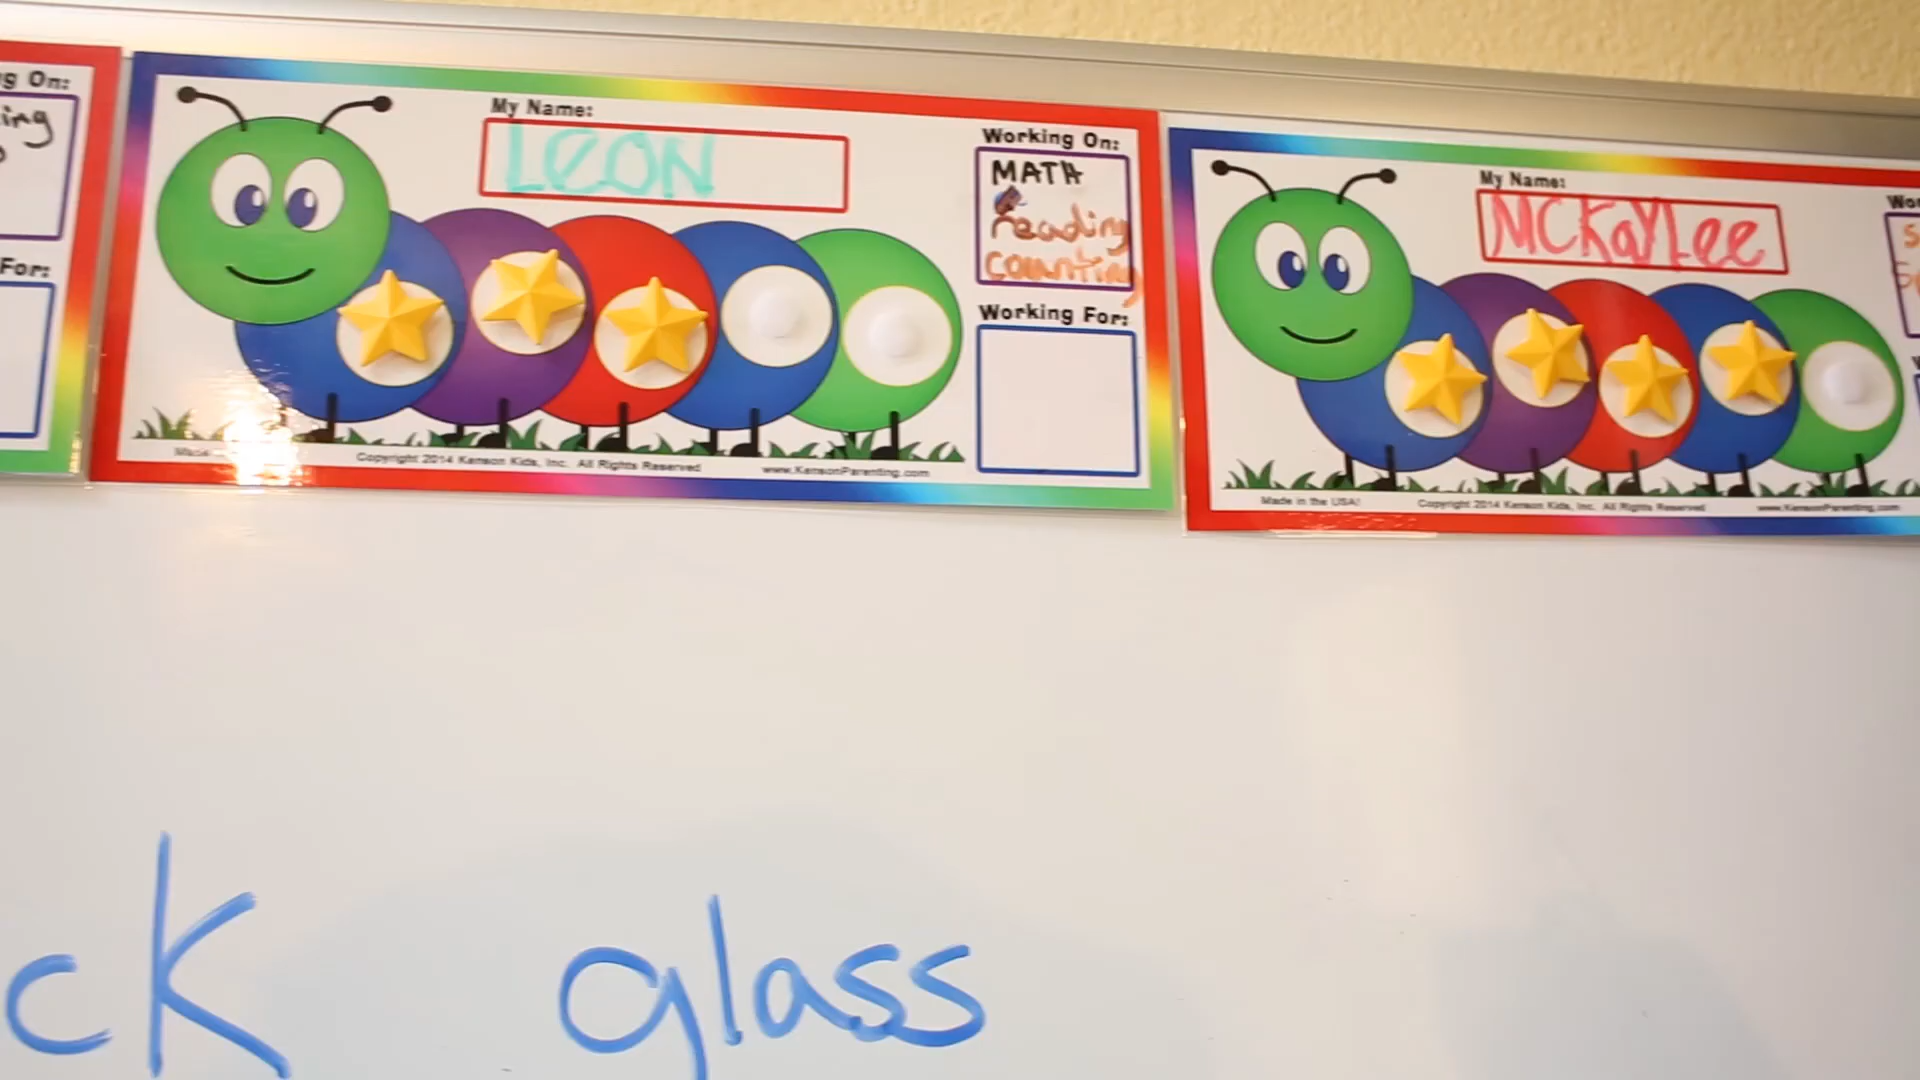 g On:
ing
For:
My Name:
LeON
Working On:
MATH
reading
counting
Working For:
Copyright 2014 Kenson Kids, Inc. All Rights Reserved
www.KensonParenting.com
My Name:
MCKaYLee
Wor
Made in the USA!
Copyright 2014 Kenson Kids, Inc. All Rights Reserved
www.KensonParenting.com
ck glass